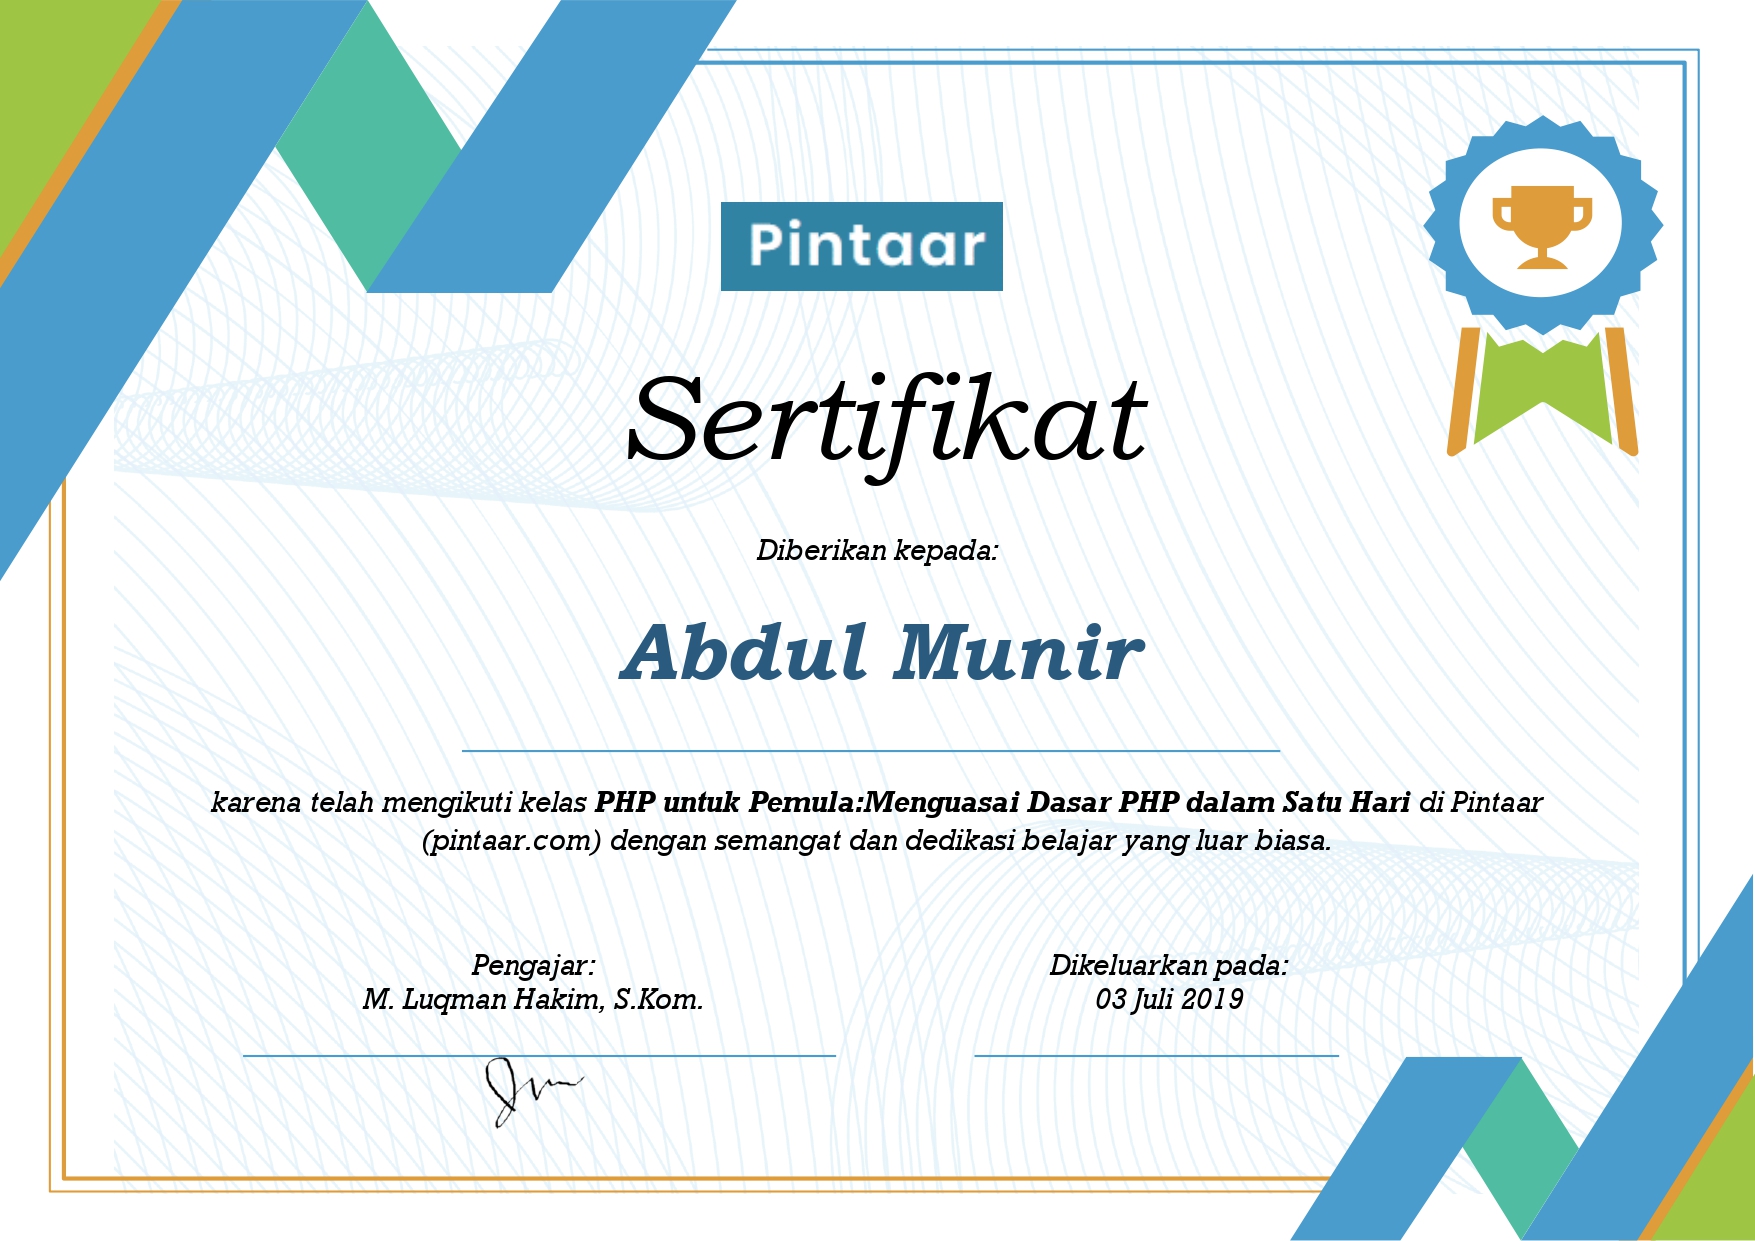 Pintaar
Sertifikat
Diberikan kepada:
Abdul Munir
karena telah mengikuti kelas PHP untuk Pemula:Menguasai Dasar PHP dalam Satu Hari di Pintaar
(pintaar.com) dengan semangat dan dedikasi belajar yang luar biasa.
Pengajar:
M. Luqman Hakim, S.Kom.
Dikeluarkan pada:
03 Juli 2019